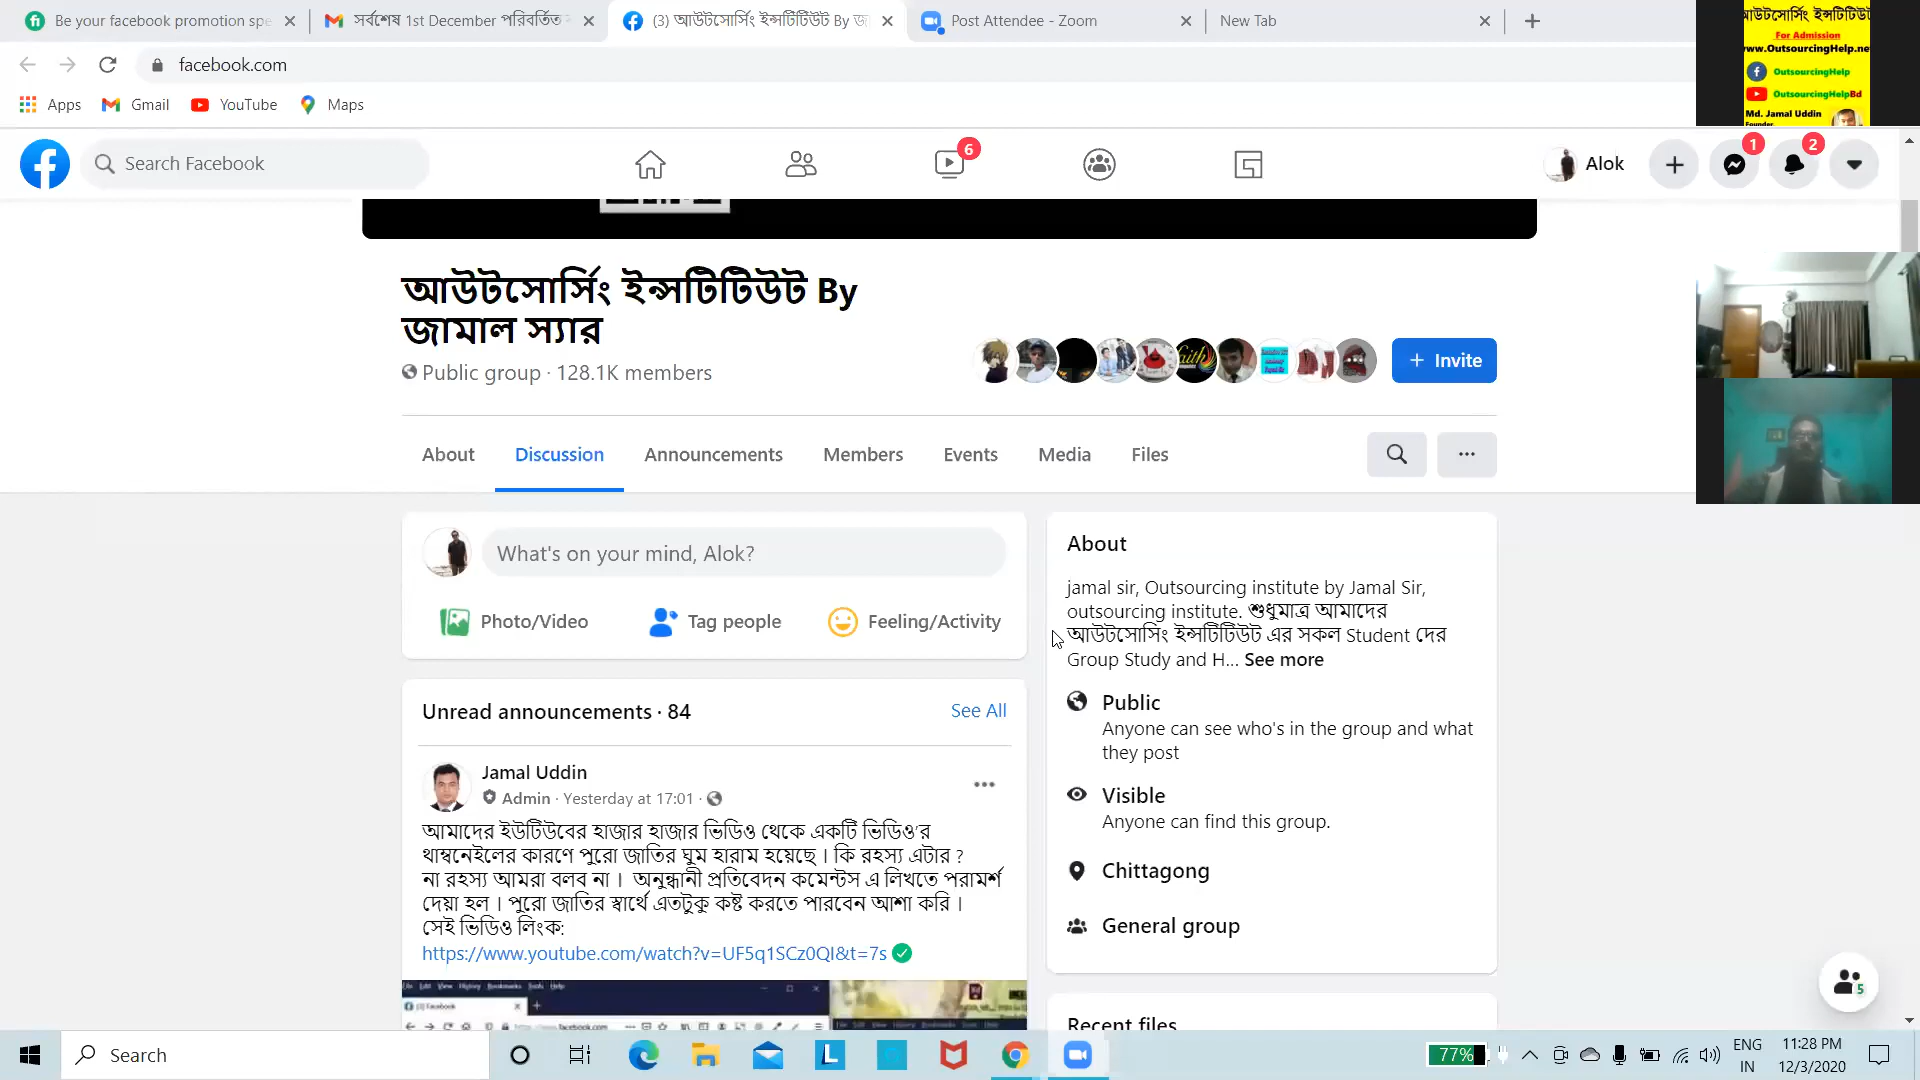 Be your facebook promotion spe
সর্বশেষ 1st December পরিবর্তিত
(3) আউটসোর্সিং ইন্সটিটিউট By জা
Post Attendee - Zoom
New Tab
facebook.com
Apps
Gmail
YouTube
Maps
আউটসোর্সিং ইন্সটিটিউট
For Admission
www.OutsourcingHelp.ne
OutsourcingHelp
OutsourcingHelpBd
Md. Jamal Uddin
Founder
Search Facebook
6
Alok
1
2
আউটসোর্সিং ইন্সটিটিউট By
জামাল স্যার
Public group · 128.1K members
Invite
About
Discussion
Announcements
Members
Events
Media
Files
What's on your mind, Alok?
Photo/Video
Tag people
Feeling/Activity
Unread announcements · 84
See All
Jamal Uddin
Admin · Yesterday at 17:01 ·
আমাদের ইউটিউবের হাজার হাজার ভিডিও থেকে একটি ভিডিও'র
থাম্বনেইলের কারণে পুরো জাতির ঘুম হারাম হয়েছে। কি রহস্য এটার ?
না রহস্য আমরা বলব না। অনুন্ধানী প্রতিবেদন কমেন্টস এ লিখতে পরামর্শ
দেয়া হল। পুরো জাতির স্বার্থে এতটুকু কষ্ট করতে পারবেন আশা করি।
সেই ভিডিও লিংক:
https://www.youtube.com/watch?v=UF5q1SCz0QI&t=7s
About
jamal sir, Outsourcing institute by Jamal Sir,
outsourcing institute. শুধুমাত্র আমাদের
আউটসোসিং ইন্সটিটিউট এর সকল Student দের
Group Study and H... See more
Public
Anyone can see who's in the group and what
they post
Visible
Anyone can find this group.
Chittagong
General group
Recent files
5
Search
77%
ENG
IN
11:28 PM
12/3/2020